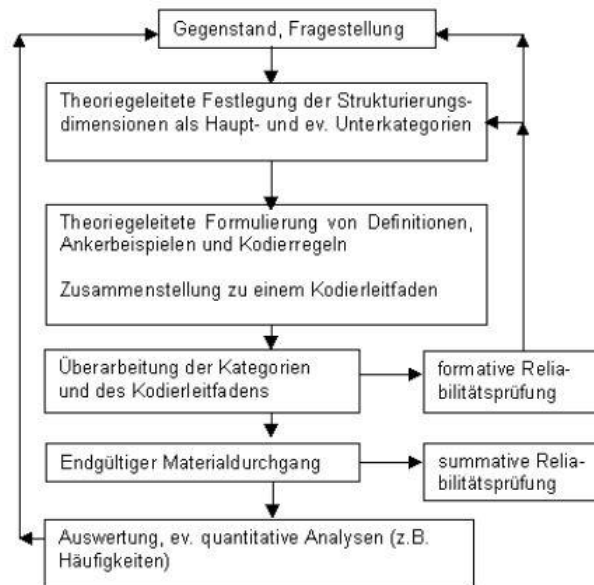 Gegenstand, Fragestellung
Theoriegeleitete Festlegung der Strukturierungs-
dimensionen als Haupt- und ev. Unterkategorien
Theoriegeleitete Formulierung von Definitionen,
Ankerbeispielen und Kodierregeln
Zusammenstellung zu einem Kodierleitfaden
Überarbeitung der Kategorien
und des Kodierleitfadens
formative Relia-
bilitätsprüfung
Endgültiger Materialdurchgang
summative Relia-
bilitätsprüfung
Auswertung, ev. quantitative Analysen (z.B.
Häufigkeiten)